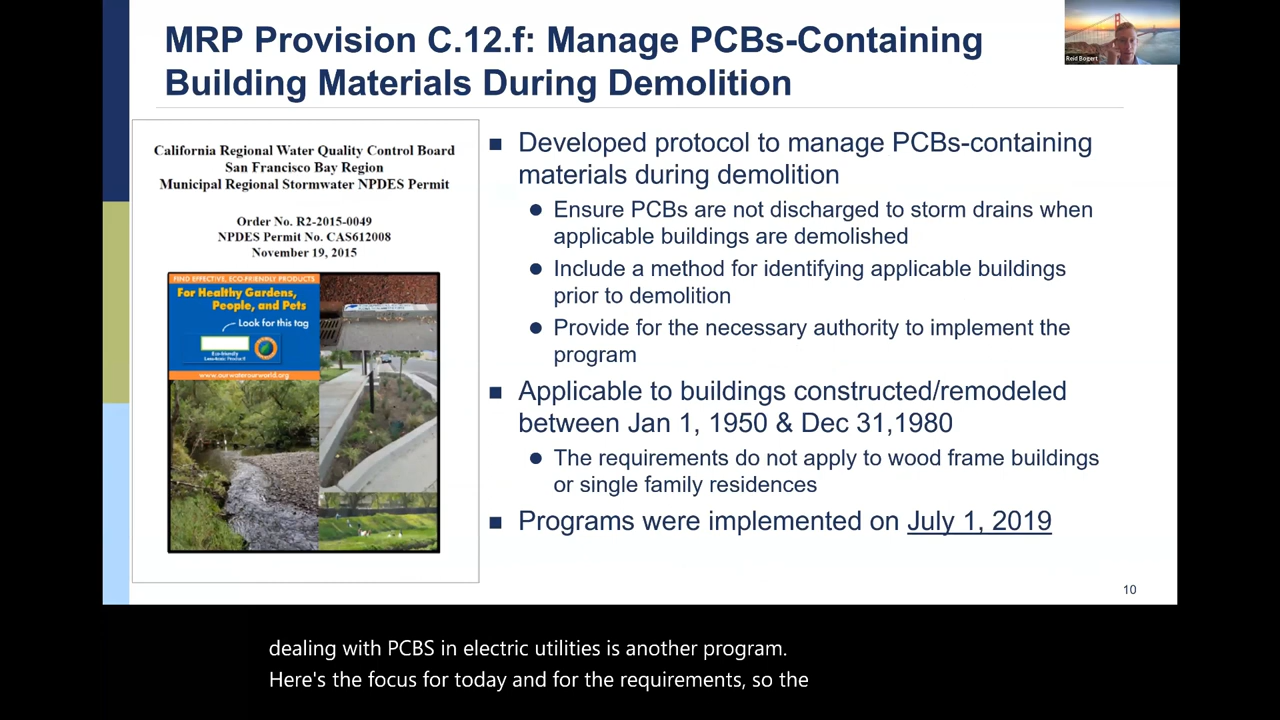 MRP Provision C.12.f: Manage PCBs-Containing
Building Materials During Demolition
Reid Bogert
California Regional Water Quality Control Board
San Francisco Bay Region
Municipal Regional Stormwater NPDES Permit
Order No. R2-2015-0049
NPDES Permit No. CAS612008
November 19, 2015
FIND EFFECTIVE, ECO-FRIENDLY PRODUCTS
For Healthy Gardens,
People, and Pets
Look for this tag
Eco-friendly
Less-Toxic Product!
www.ourwaterourworld.org
■ Developed protocol to manage PCBs-containing
materials during demolition
● Ensure PCBs are not discharged to storm drains when
applicable buildings are demolished
● Include a method for identifying applicable buildings
prior to demolition
● Provide for the necessary authority to implement the
program
■ Applicable to buildings constructed/remodeled
between Jan 1, 1950 & Dec 31,1980
● The requirements do not apply to wood frame buildings
or single family residences
■ Programs were implemented on July 1, 2019
10
dealing with PCBS in electric utilities is another program.
Here's the focus for today and for the requirements, so the